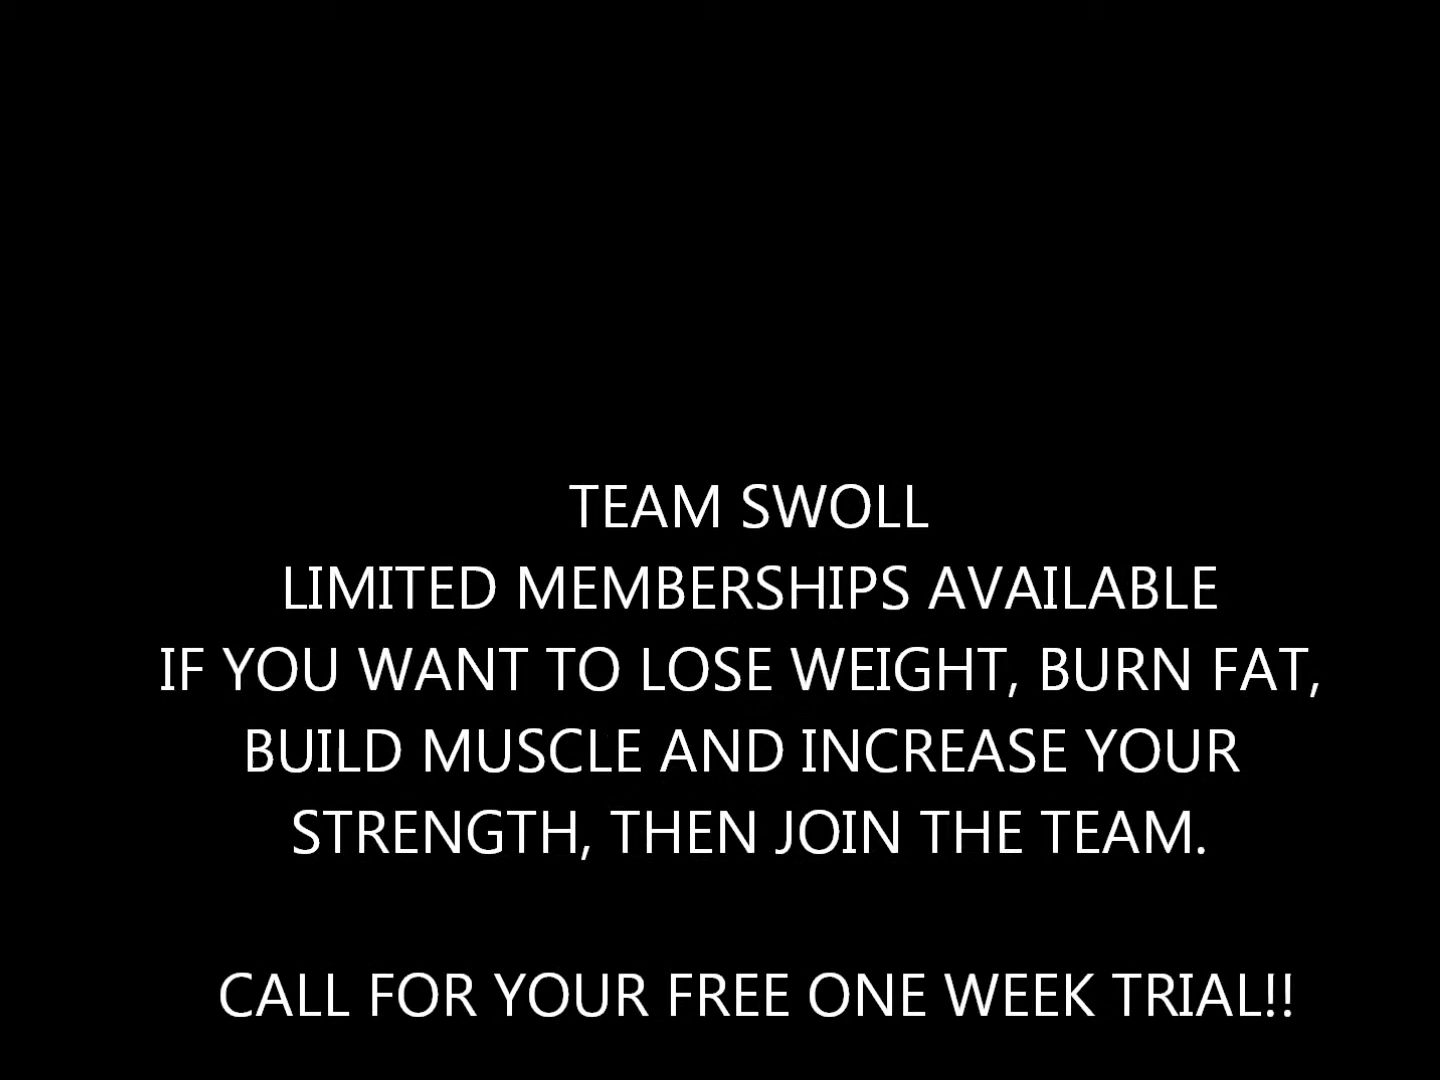 TEAM SWOLL
LIMITED MEMBERSHIPS AVAILABLE
IF YOU WANT TO LOSE WEIGHT, BURN FAT,
BUILD MUSCLE AND INCREASE YOUR
STRENGTH, THEN JOIN THE TEAM.
CALL FOR YOUR FREE ONE WEEK TRIAL!!